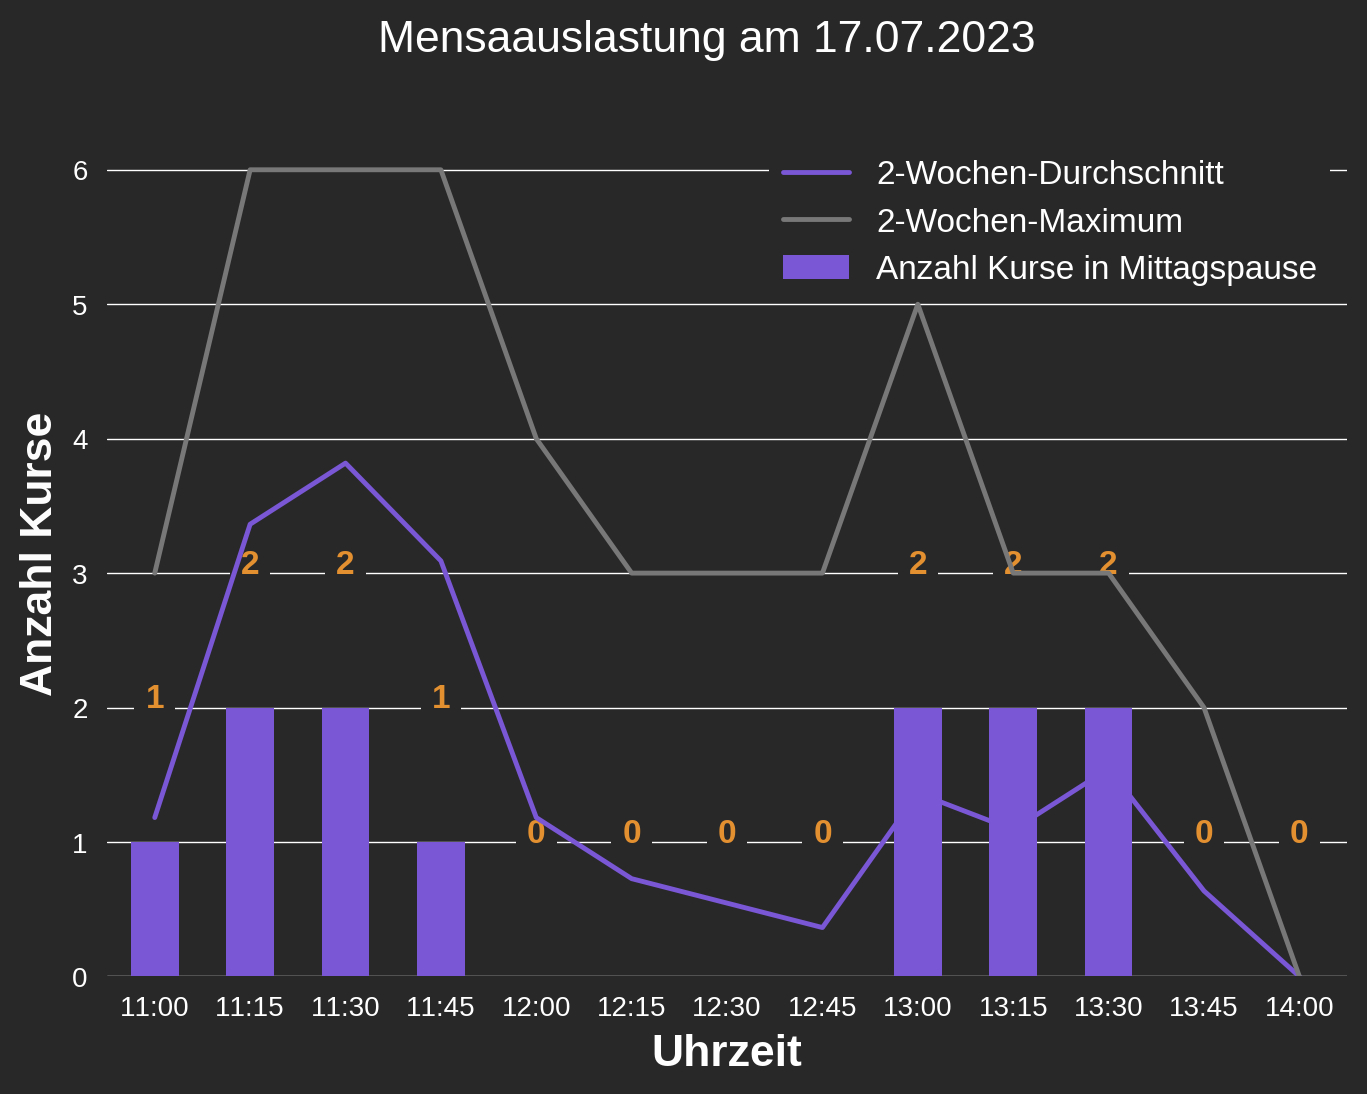 Mensaauslastung am 17.07.2023
2-Wochen-Durchschnitt
2-Wochen-Maximum
Anzahl Kurse in Mittagspause
Anzahl Kurse
6
5
4
3
2
1
0
1
2
2
1
0
0
0
0
2
2
2
0
0
11:00 11:15 11:30 11:45 12:00 12:15 12:30 12:45 13:00 13:15 13:30 13:45 14:00
Uhrzeit